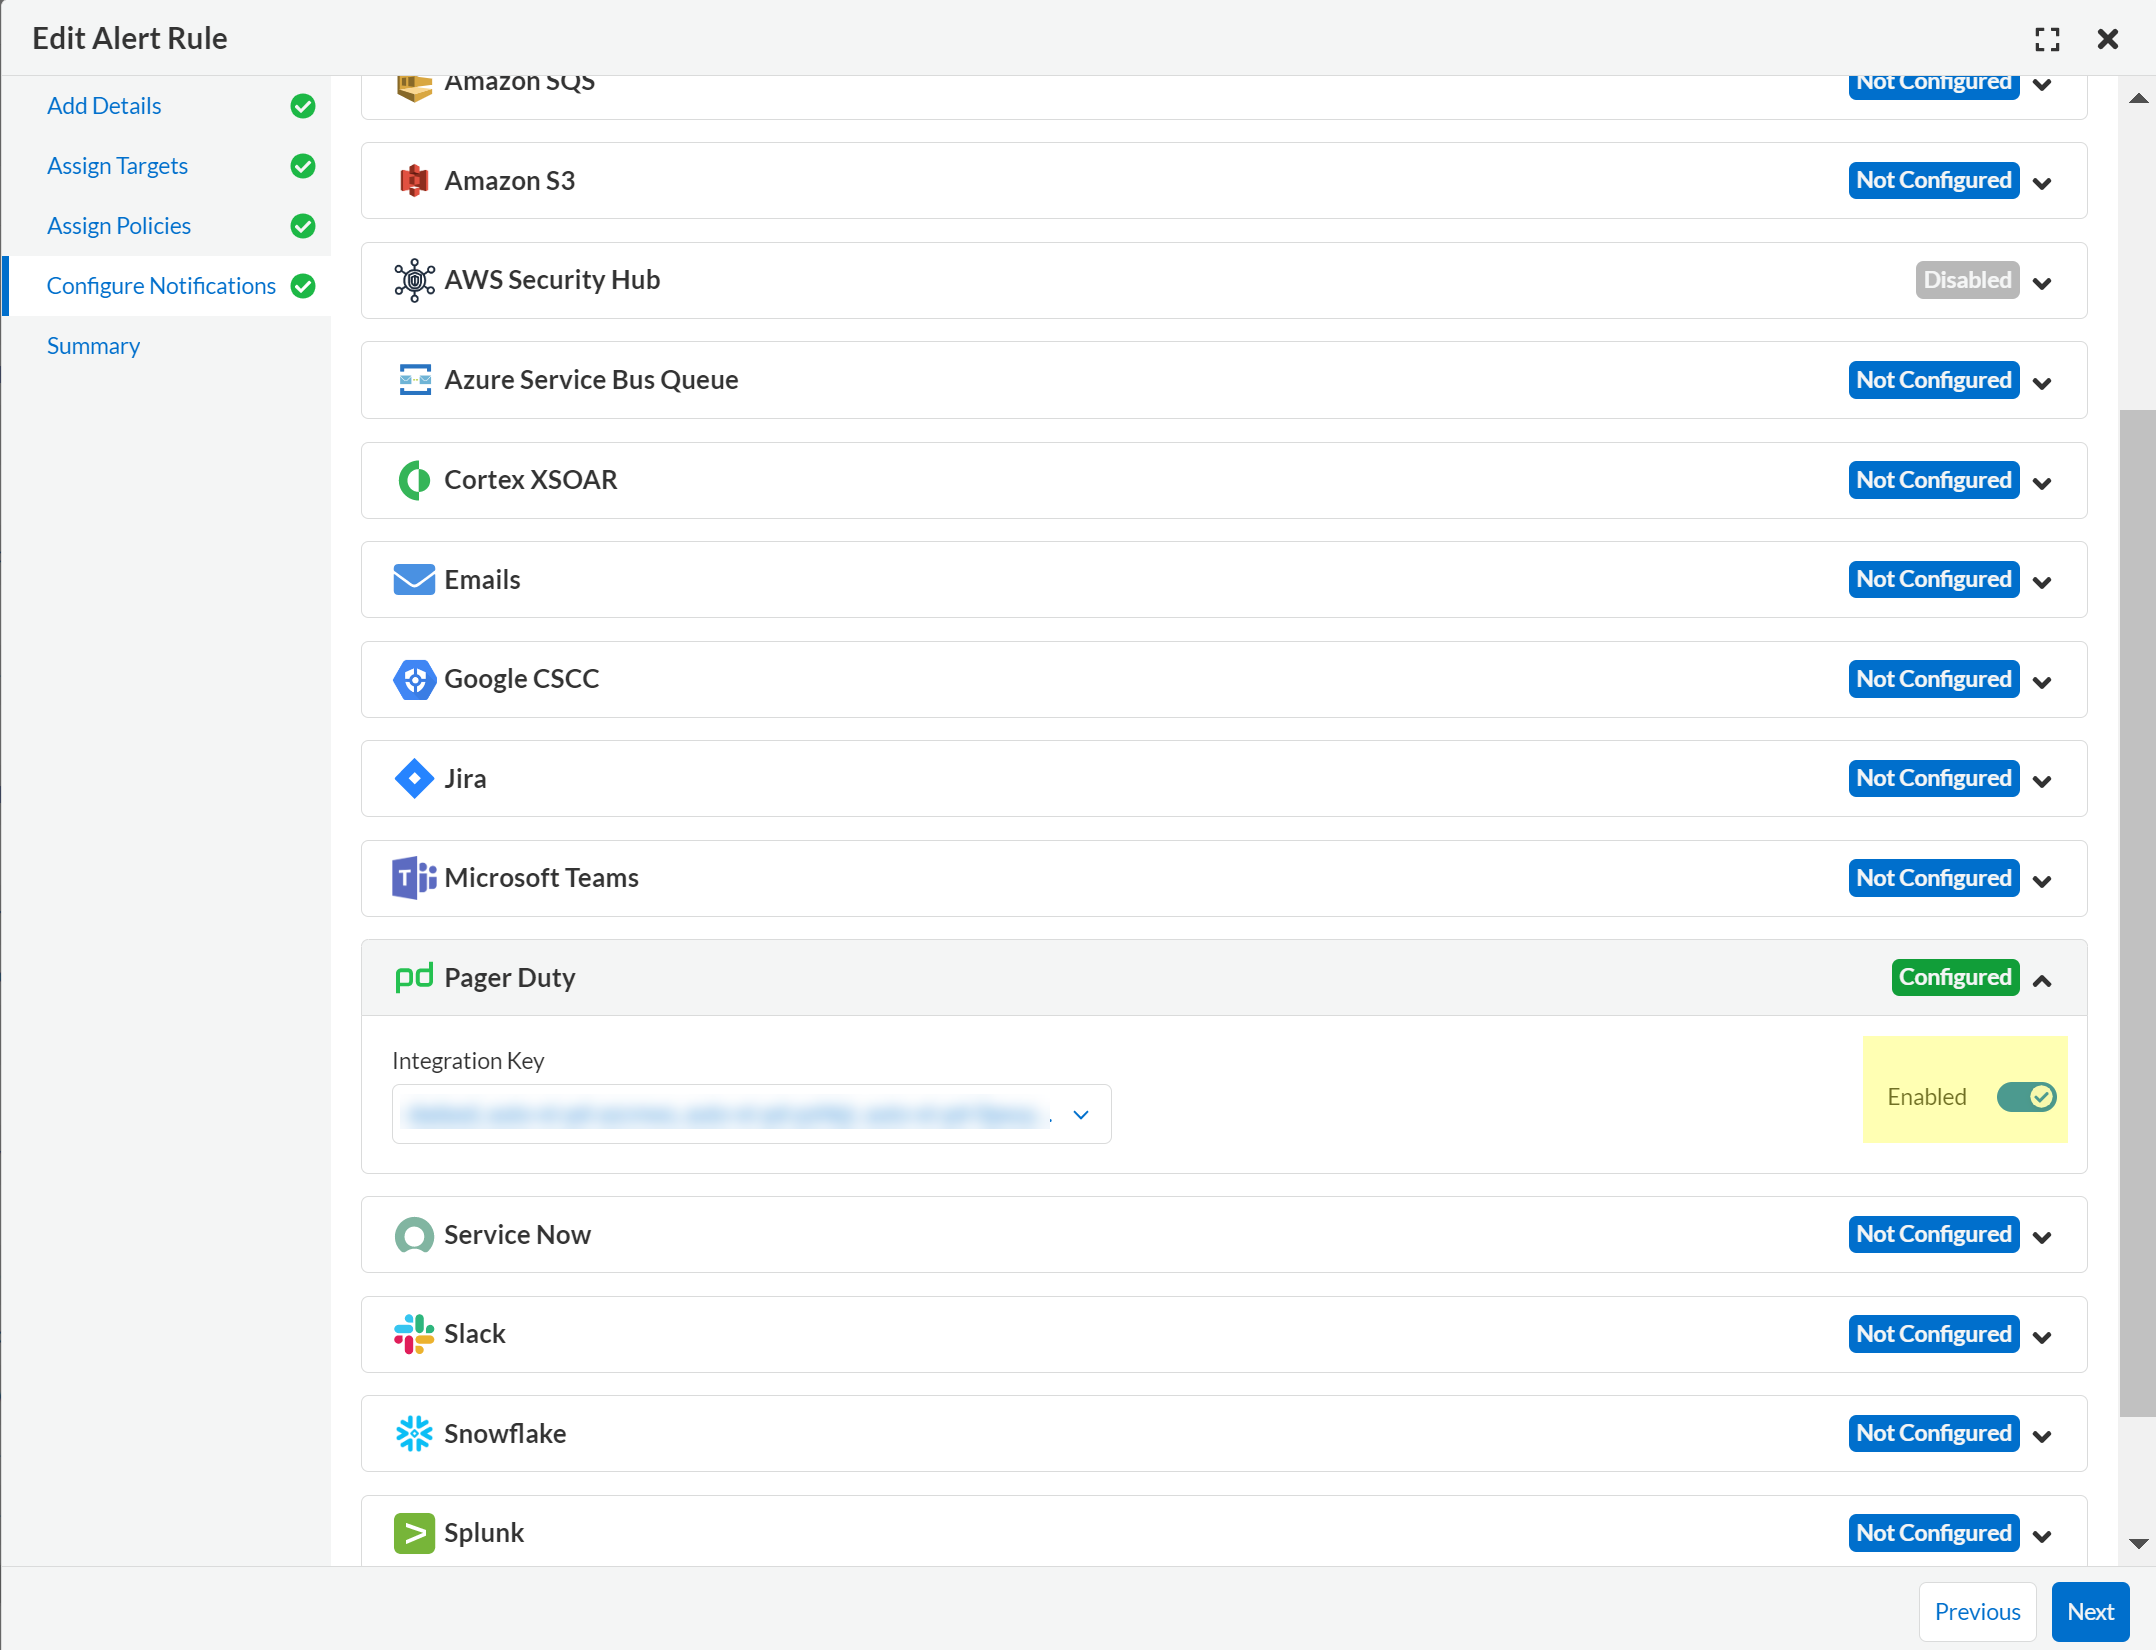 Edit Alert Rule
Add Details
Assign Targets
Assign Policies
Configure Notifications
Summary
Amazon SQS
Not Configured
Amazon S3
Not Configured
AWS Security Hub
Disabled
Azure Service Bus Queue
Not Configured
Cortex XSOAR
Not Configured
Emails
Not Configured
Google CSCC
Not Configured
Jira
Not Configured
Microsoft Teams
Not Configured
pd Pager Duty
Configured
Integration Key
Enabled
Service Now
Not Configured
Slack
Not Configured
Snowflake
Not Configured
Splunk
Not Configured
Previous
Next